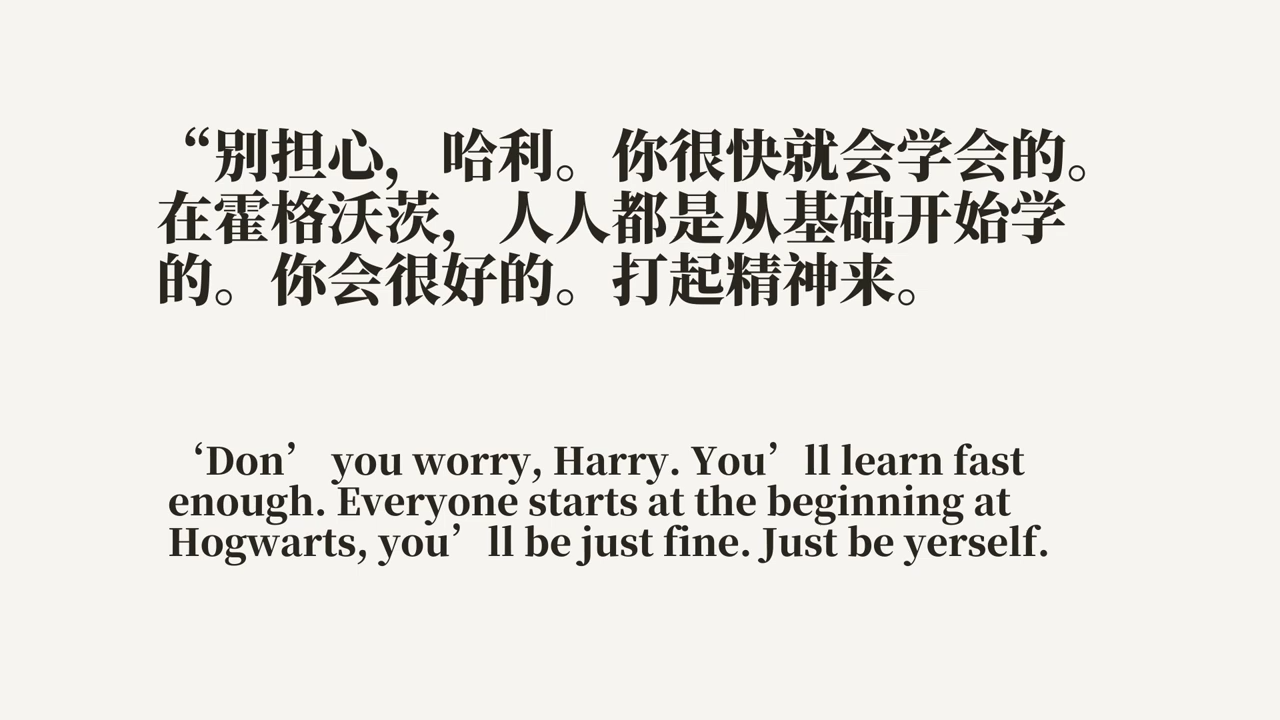 “别担心，哈利。你很快就会学会的。
在霍格沃茨，人人都是从基础开始学
的。你会很好的。打起精神来。
‘Don’ you worry, Harry. You’ll learn fast
enough. Everyone starts at the beginning at
Hogwarts, you’ll be just fine. Just be yerself.